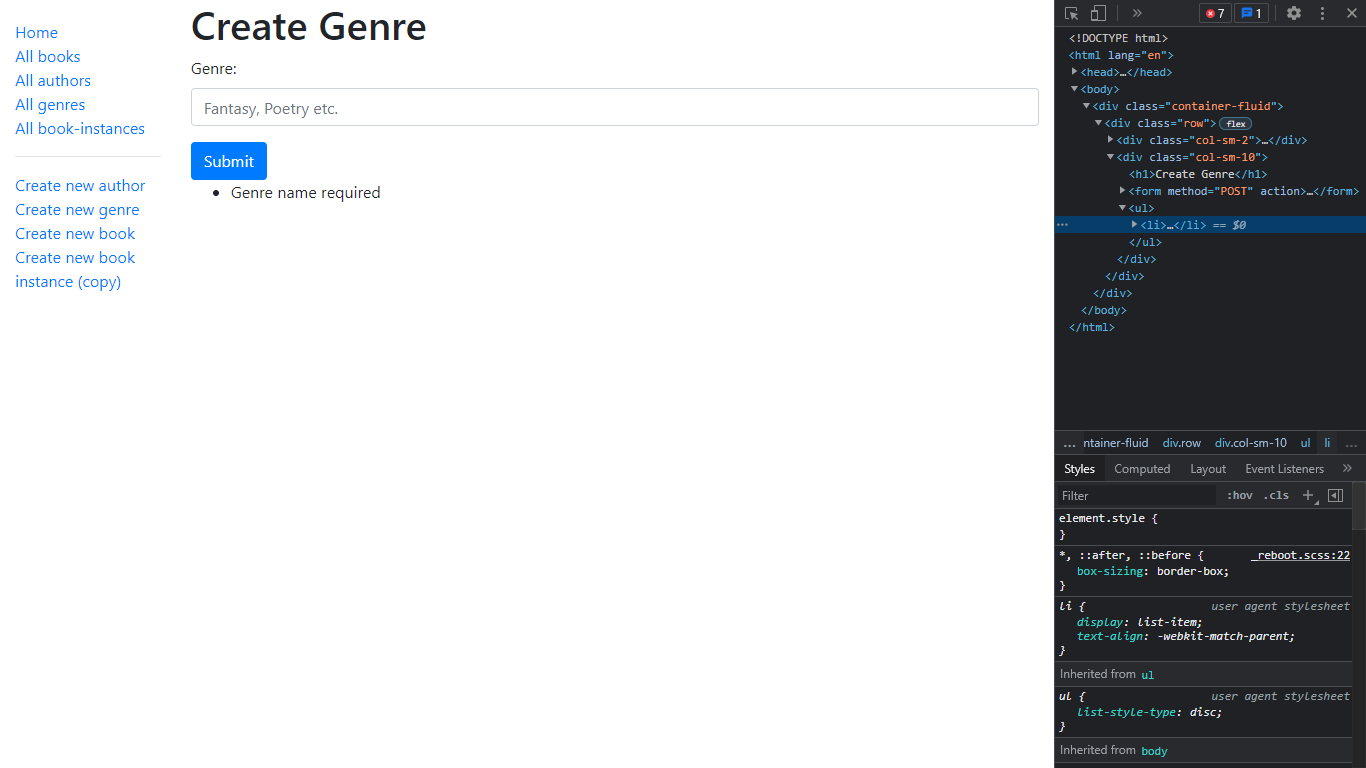 Home
All books
All authors
All genres
All book-instances
Create new author
Create new genre
Create new book
Create new book
instance (copy)
Create Genre
Genre:
Fantasy, Poetry etc.
Submit
Genre name required
7
1
<!DOCTYPE html>
<html lang="en">
<head>…</head>
<body>
<div class="container-fluid">
<div class="row"> flex
<div class="col-sm-2">…</div>
<div class="col-sm-10">
<h1>Create Genre</h1>
<form method="POST" action>…</form>
<ul>
… <li>…</li> == $0
</ul>
</div>
</div>
</div>
</body>
</html>
… ntainer-fluid div.row div.col-sm-10 ul li …
Styles Computed Layout Event Listeners
Filter :hov .cls +
element.style {
}
*, ::after, ::before { _reboot.scss:22
box-sizing: border-box;
}
li { user agent stylesheet
display: list-item;
text-align: -webkit-match-parent;
}
Inherited from ul
ul { user agent stylesheet
list-style-type: disc;
}
Inherited from body